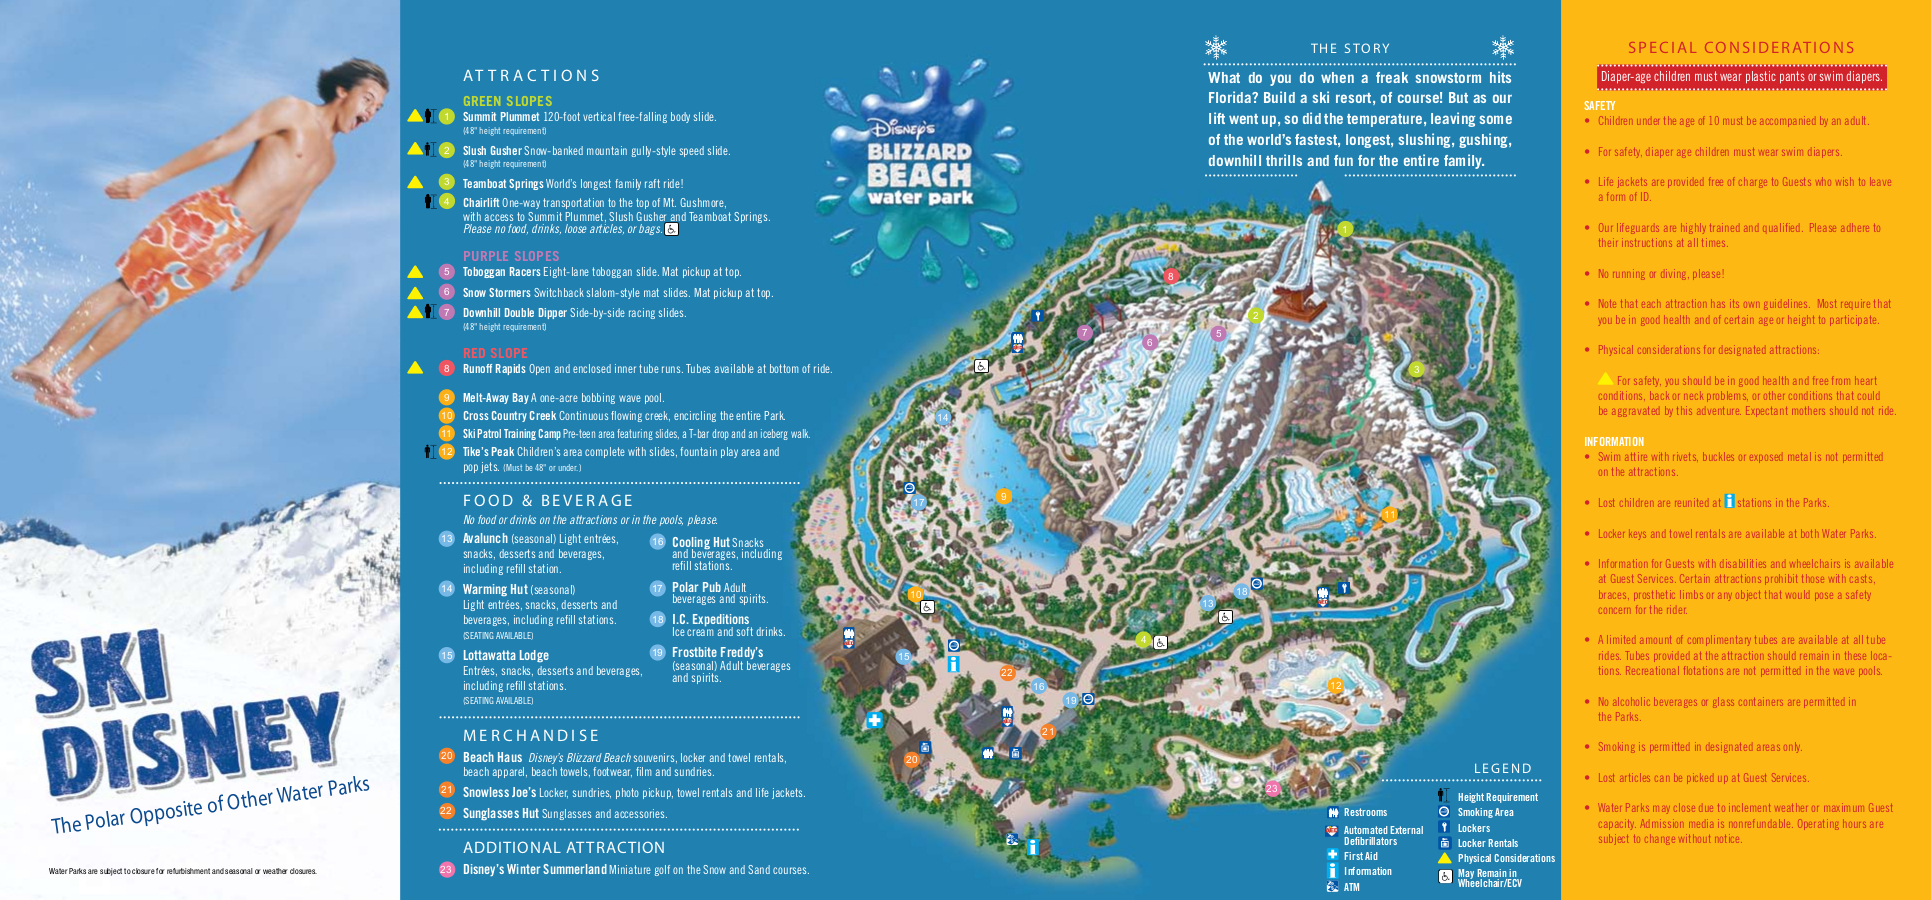 SKI
DISNEY
The Polar Opposite of Other Water Parks
Water Parks are subject to closure for refurbishment and seasonal or weather closures.
ATTRACTIONS
GREEN SLOPES
1 Summit Plummet 120-foot vertical free-falling body slide.
(48" height requirement)
2 Slush Gusher Snow-banked mountain gully-style speed slide.
(48" height requirement)
3 Teamboat Springs World's longest family raft ride!
4 Chairlift One-way transportation to the top of Mt. Gushmore,
with access to Summit Plummet, Slush Gusher and Teamboat Springs.
Please no food, drinks, loose articles, or bags.
PURPLE SLOPES
5 Toboggan Racers Eight-lane toboggan slide. Mat pickup at top.
6 Snow Stormers Switchback slalom-style mat slides. Mat pickup at top.
7 Downhill Double Dipper Side-by-side racing slides.
(48" height requirement)
RED SLOPE
8 Runoff Rapids Open and enclosed inner tube runs. Tubes available at bottom of ride.
9 Melt-Away Bay A one-acre bobbing wave pool.
10 Cross Country Creek Continuous flowing creek, encircling the entire Park.
11 Ski Patrol Training Camp Pre-teen area featuring slides, a T-bar drop and an iceberg walk.
12 Tike's Peak Children's area complete with slides, fountain play area and
pop jets. (Must be 48" or under.)
FOOD & BEVERAGE
No food or drinks on the attractions or in the pools, please.
13 Avalunch (seasonal) Light entrées,
snacks, desserts and beverages,
including refill station.
14 Warming Hut (seasonal)
Light entrées, snacks, desserts and
beverages, including refill stations.
(SEATING AVAILABLE)
15 Lottawatta Lodge
Entrées, snacks, desserts and beverages,
including refill stations.
(SEATING AVAILABLE)
16 Cooling Hut Snacks
and beverages, including
refill stations.
17 Polar Pub Adult
beverages and spirits.
18 I.C. Expeditions
Ice cream and soft drinks.
19 Frostbite Freddy's
(seasonal) Adult beverages
and spirits.
MERCHANDISE
20 Beach Haus Disney's Blizzard Beach souvenirs, locker and towel rentals,
beach apparel, beach towels, footwear, film and sundries.
21 Snowless Joe's Locker, sundries, photo pickup, towel rentals and life jackets.
22 Sunglasses Hut Sunglasses and accessories.
ADDITIONAL ATTRACTION
23 Disney's Winter Summerland Miniature golf on the Snow and Sand courses.
Disney's
BLIZZARD
BEACH
water park
THE STORY
What do you do when a freak snowstorm hits
Florida? Build a ski resort, of course! But as our
lift went up, so did the temperature, leaving some
of the world's fastest, longest, slushing, gushing,
downhill thrills and fun for the entire family.
1
8
2
7
5
6
3
14
17
9
11
10
18
13
4
15
22
16
12
19
21
20
23
LEGEND
Restrooms
Automated External
Defibrillators
First Aid
Information
ATM
Height Requirement
Smoking Area
Lockers
Locker Rentals
Physical Considerations
May Remain in
Wheelchair/ECV
SPECIAL CONSIDERATIONS
Diaper-age children must wear plastic pants or swim diapers.
SAFETY
• Children under the age of 10 must be accompanied by an adult.
• For safety, diaper age children must wear swim diapers.
• Life jackets are provided free of charge to Guests who wish to leave
a form of ID.
• Our lifeguards are highly trained and qualified. Please adhere to
their instructions at all times.
• No running or diving, please!
• Note that each attraction has its own guidelines. Most require that
you be in good health and of certain age or height to participate.
• Physical considerations for designated attractions:
For safety, you should be in good health and free from heart
conditions, back or neck problems, or other conditions that could
be aggravated by this adventure. Expectant mothers should not ride.
INFORMATION
• Swim attire with rivets, buckles or exposed metal is not permitted
on the attractions.
• Lost children are reunited at i stations in the Parks.
• Locker keys and towel rentals are available at both Water Parks.
• Information for Guests with disabilities and wheelchairs is available
at Guest Services. Certain attractions prohibit those with casts,
braces, prosthetic limbs or any object that would pose a safety
concern for the rider.
• A limited amount of complimentary tubes are available at all tube
rides. Tubes provided at the attraction should remain in these loca-
tions. Recreational flotations are not permitted in the wave pools.
• No alcoholic beverages or glass containers are permitted in
the Parks.
• Smoking is permitted in designated areas only.
• Lost articles can be picked up at Guest Services.
• Water Parks may close due to inclement weather or maximum Guest
capacity. Admission media is nonrefundable. Operating hours are
subject to change without notice.